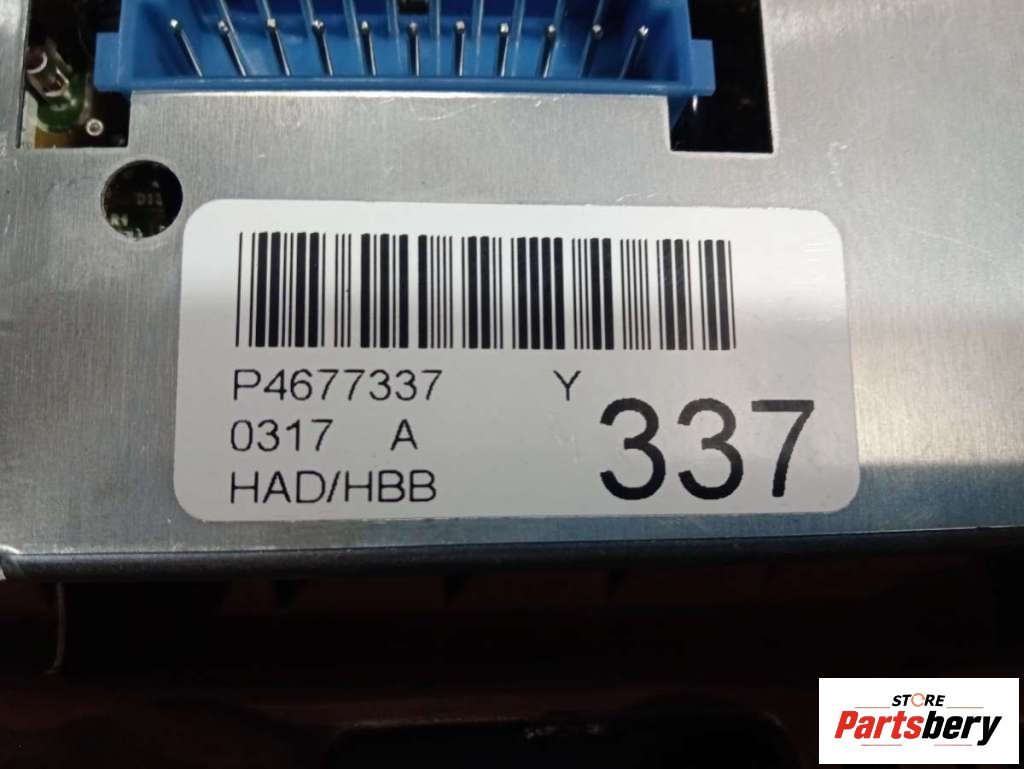 P4677337 Y
0317 A
HAD/HBB
337
STORE
Partsbery